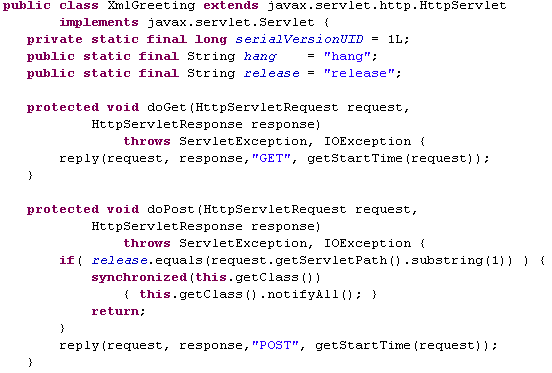 public class XmlGreeting extends javax.servlet.http.HttpServlet
       implements javax.servlet.Servlet {
   private static final long serialVersionUID = 1L;
   public static final String hang    = "hang";
   public static final String release = "release";

   protected void doGet(HttpServletRequest request,
           HttpServletResponse response)
               throws ServletException, IOException {
       reply(request, response,"GET", getStartTime(request));
   }

   protected void doPost(HttpServletRequest request,
           HttpServletResponse response)
               throws ServletException, IOException {
       if( release.equals(request.getServletPath().substring(1)) ) {
           synchronized(this.getClass())
               { this.getClass().notifyAll(); }
           return;
       }
       reply(request, response,"POST", getStartTime(request));
   }